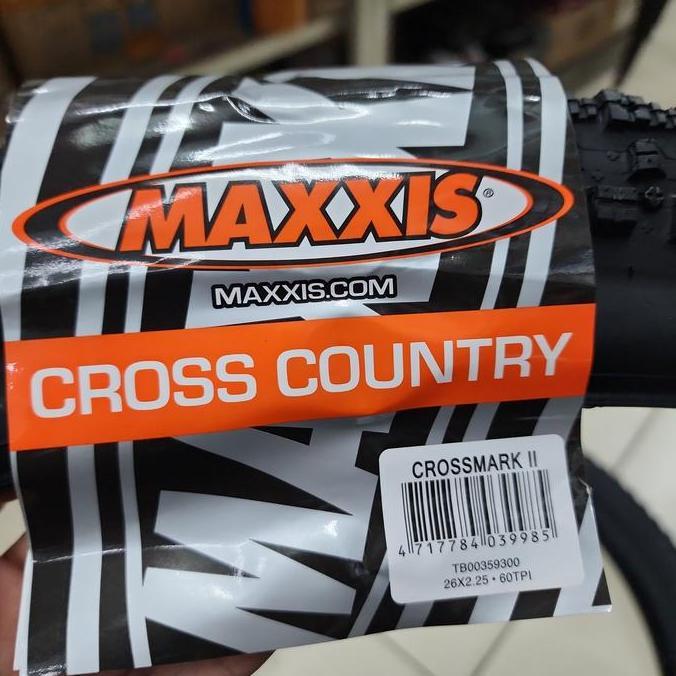 MAXXIS®
MAXXIS.COM
CROSS COUNTRY
CROSSMARK II
4 717784 039985
TB00359300
26X2.25 • 60TPI